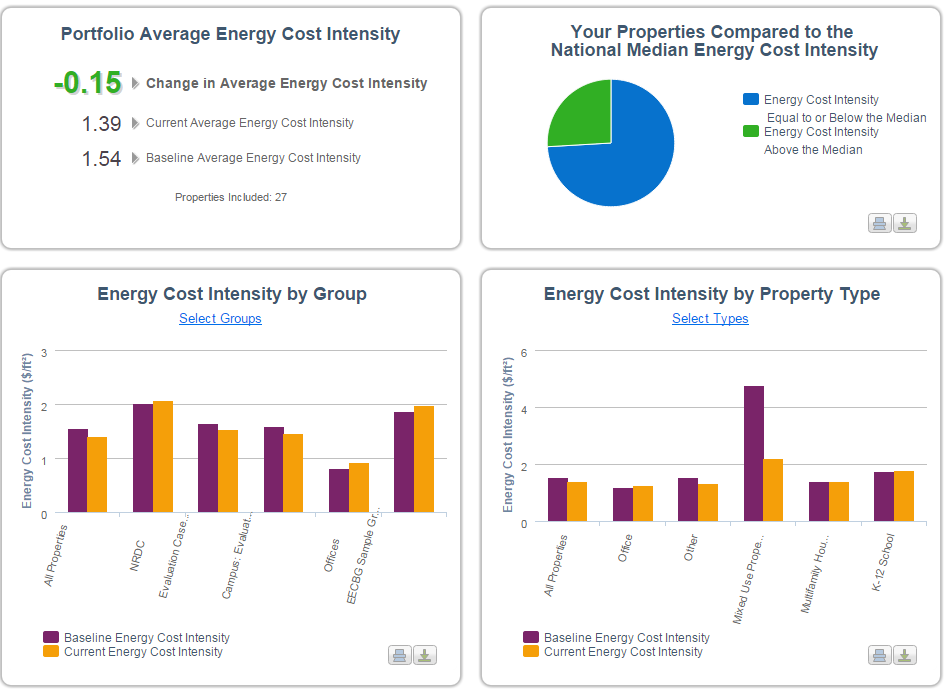 Portfolio Average Energy Cost Intensity
-0.15 Change in Average Energy Cost Intensity
1.39 Current Average Energy Cost Intensity
1.54 Baseline Average Energy Cost Intensity
Properties Included: 27
Your Properties Compared to the
National Median Energy Cost Intensity
Energy Cost Intensity
Equal to or Below the Median
Energy Cost Intensity
Above the Median
Energy Cost Intensity by Group
Select Groups
Energy Cost Intensity ($/ft²)
3
2
1
0
All Properties
NRDC
Evaluation Case...
Campus: Evaluat...
Offices
EECBG Sample Gr...
Baseline Energy Cost Intensity
Current Energy Cost Intensity
Energy Cost Intensity by Property Type
Select Types
Energy Cost Intensity ($/ft²)
6
4
2
0
All Properties
Office
Other
Mixed Use Prope...
Multifamily Hou...
K-12 School
Baseline Energy Cost Intensity
Current Energy Cost Intensity